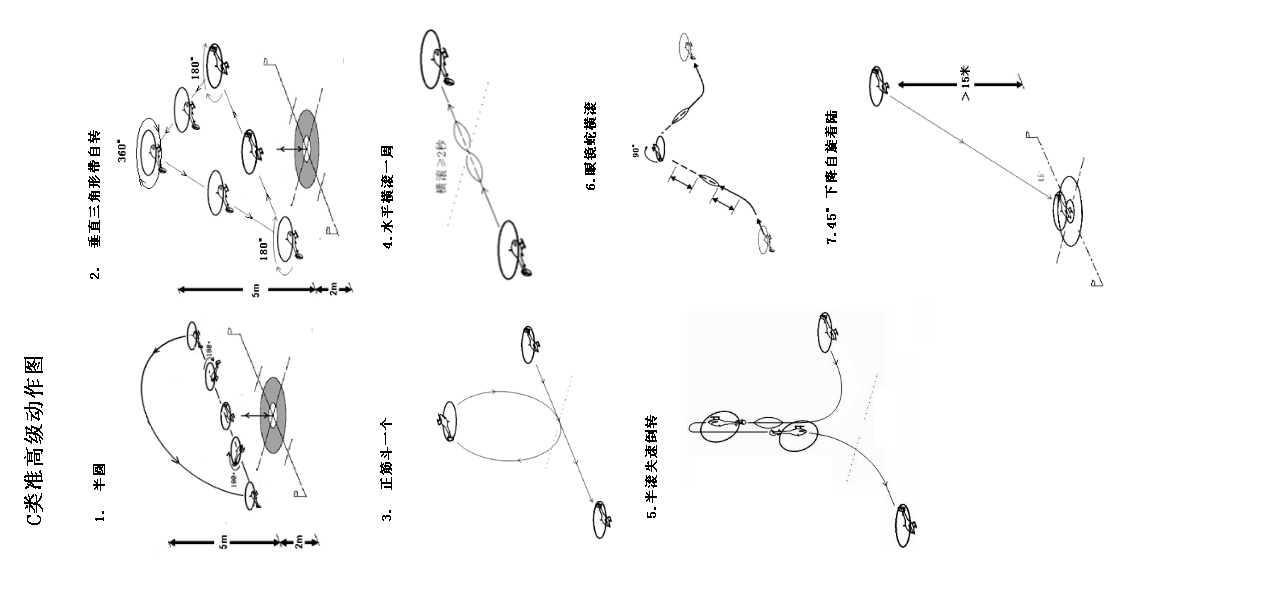 C类准高级动作图
1. 半圆
180°
180°
5m
2m
2. 垂直三角形带自转
360°
180°
180°
5m
2m
3. 正筋斗一个
4.水平横滚一周
横滚≥2秒
5.半滚失速倒转
6.眼镜蛇横滚
90°
7.45° 下降自旋着陆
>15米
45°